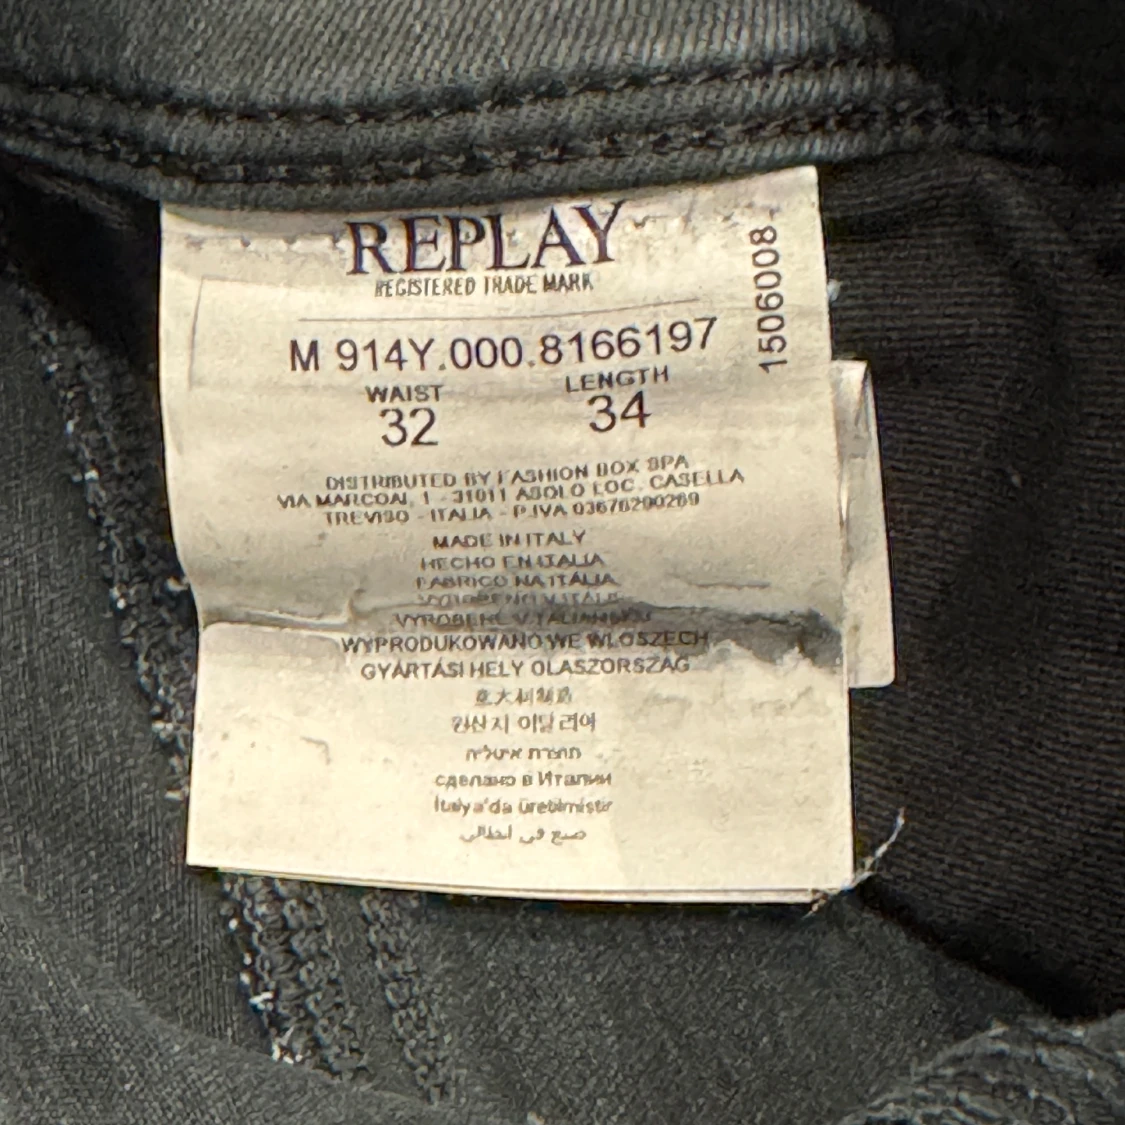 REPLAY
REGISTERED TRADE MARK
1506008
M 914Y.000.8166197
WAIST
32
LENGTH
34
DISTRIBUTED BY FASHION BOX SPA
VIA MARCONI, 1 - 31011 ASOLO LOC. CASELLA
TREVISO - ITALIA - P.IVA
MADE IN ITALY
HECHO EN ITALIA
FABRICO NA ITÁLIA
WYPRODUKOWANO WE WŁOSZECH
GYÁRTÁSI HELY OLASZORSZÁG
원산지 이탈리아
תוצרת איטליה
сделано в Италии
İtalya'da üretilmiştir
صنع في ايطاليا